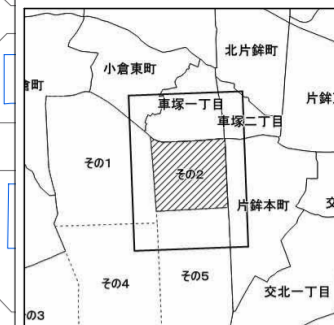 北片鉾町
小倉東町
倉町
車塚一丁目
片鉾
車塚二丁目
その1
その2
片鉾本町
交
その4
その5
交北一丁目
の3